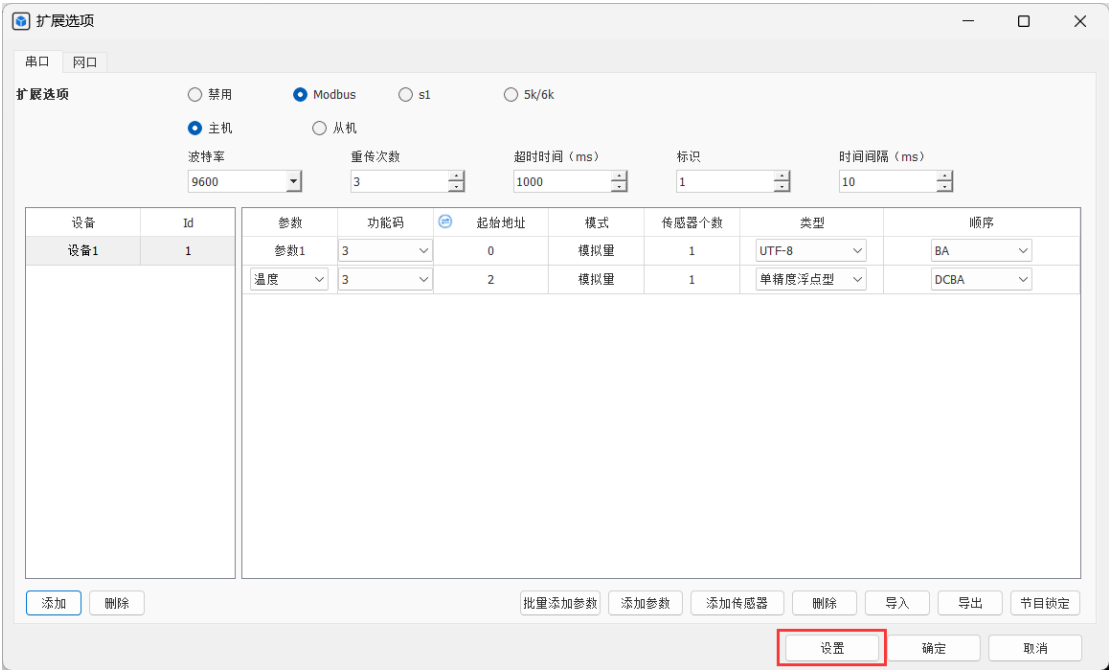 扩展选项
串口 网口
扩展选项 禁用 Modbus s1 5k/6k
主机 从机
波特率 重传次数 超时时间（ms） 标识 时间间隔（ms）
9600 3 1000 1 10
设备 Id 参数 功能码 起始地址 模式 传感器个数 类型 顺序
设备1 1 参数1 3 0 模拟量 1 UTF-8 BA
温度 3 2 模拟量 1 单精度浮点型 DCBA
添加 删除 批量添加参数 添加参数 添加传感器 删除 导入 导出 节目锁定
设置 确定 取消